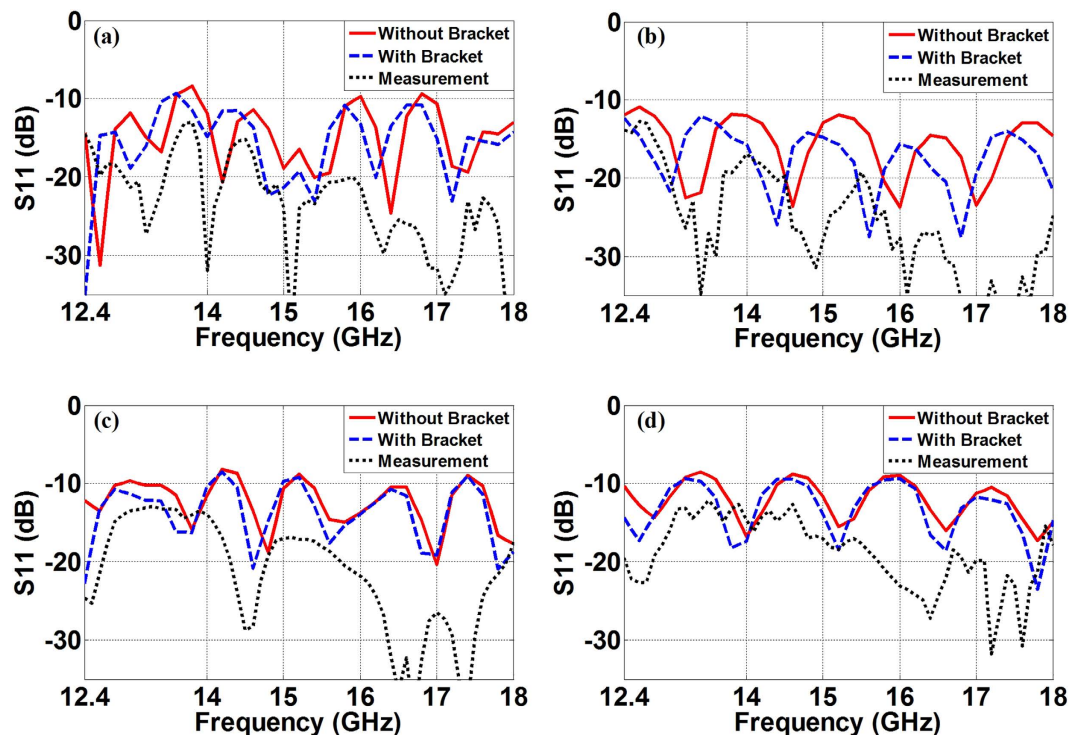 (a)
Without Bracket
With Bracket
Measurement
0
-10
-20
-30
S11 (dB)
12.4 14 15 16 17 18
Frequency (GHz)
(b)
Without Bracket
With Bracket
Measurement
0
-10
-20
-30
S11 (dB)
12.4 14 15 16 17 18
Frequency (GHz)
(c)
Without Bracket
With Bracket
Measurement
0
-10
-20
-30
S11 (dB)
12.4 14 15 16 17 18
Frequency (GHz)
(d)
Without Bracket
With Bracket
Measurement
0
-10
-20
-30
S11 (dB)
12.4 14 15 16 17 18
Frequency (GHz)